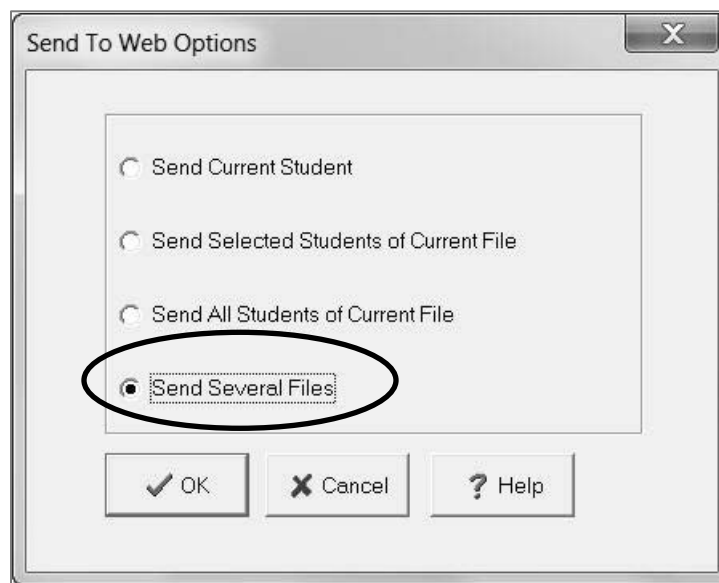 Send To Web Options
X
Send Current Student
Send Selected Students of Current File
Send All Students of Current File
Send Several Files
OK
Cancel
? Help